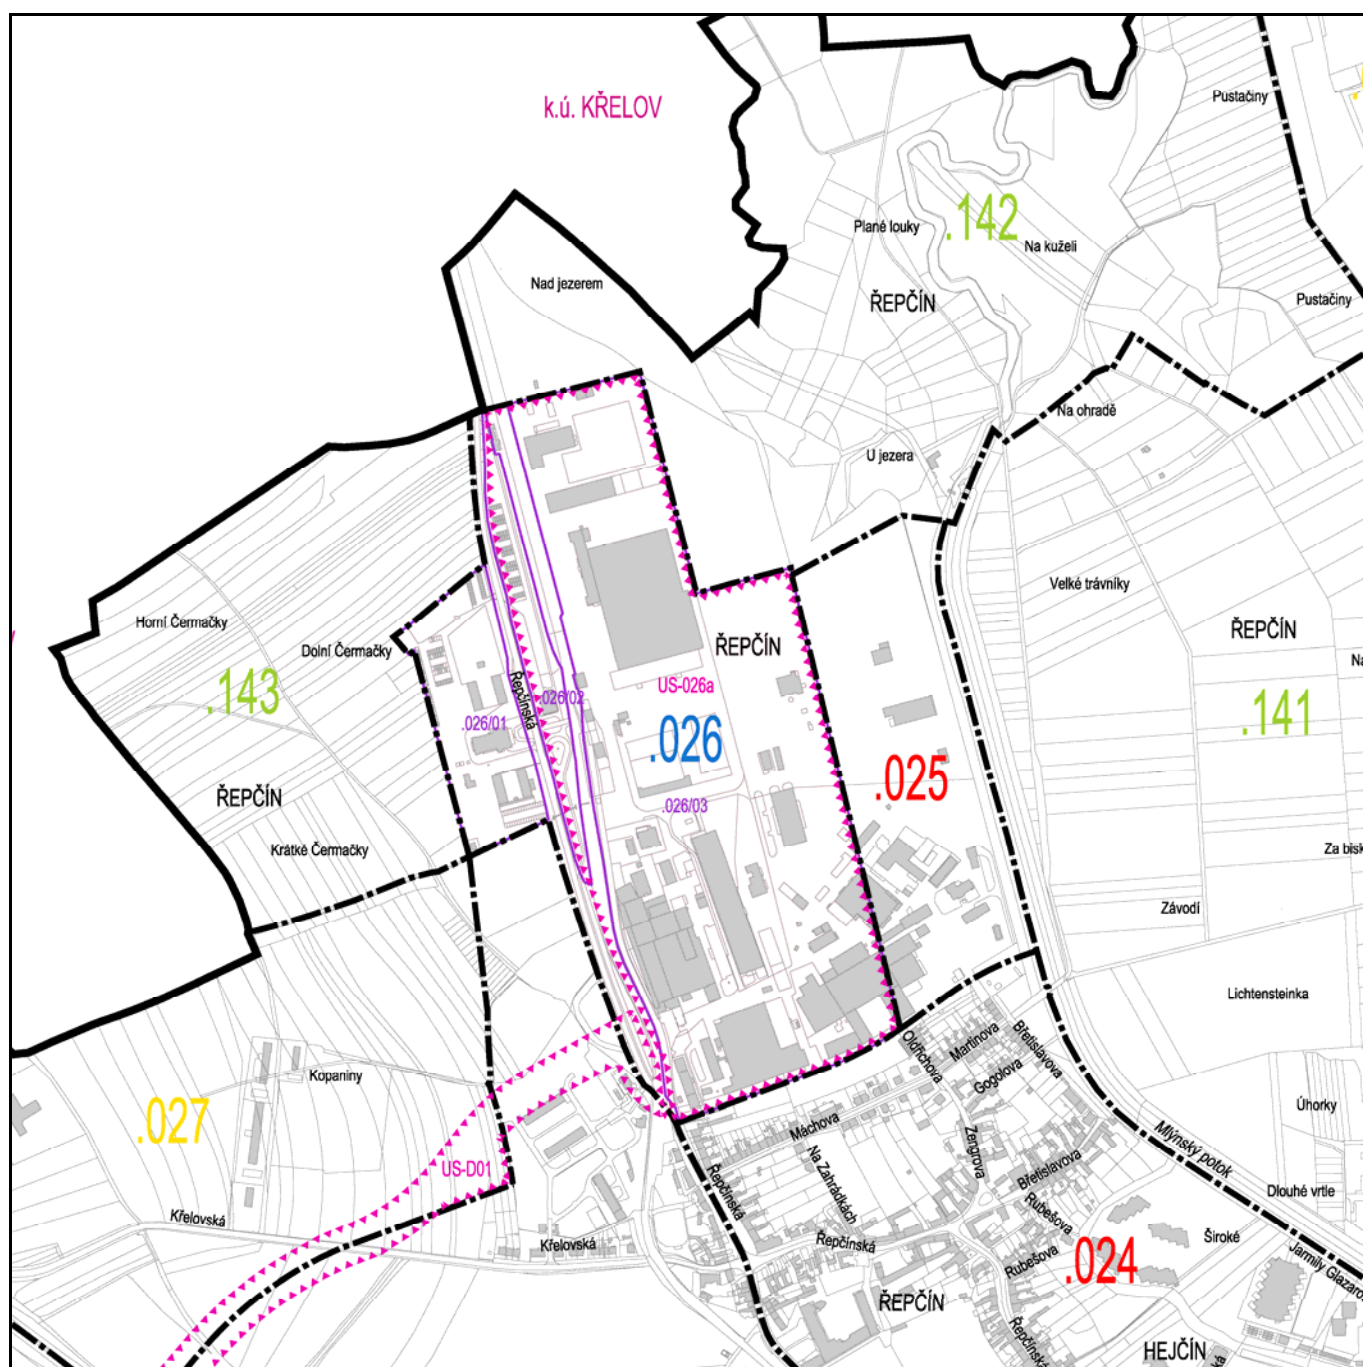 k.ú. KŘELOV
Pustačiny
Plané louky
.142
Na kuželi
Nad jezerem
ŘEPČÍN
Pustačiny
Na ohradě
U jezera
Velké trávníky
Horní Čermačky
Dolní Čermačky
ŘEPČÍN
ŘEPČÍN
.143
Řepčínská
.026/02
US-026a
.026/01
.026
.141
.025
ŘEPČÍN
.026/03
Krátké Čermačky
Za bisk
Závodí
Lichtensteinka
Oldřichova
Martinova
Břetislavova
Gogolova
Kopaniny
.027
Máchova
Zengrova
Úhorky
Mlýnský potok
US-D01
Na Zahrádkách
Břetislavova
Řepčínská
Dlouhé vrtle
Křelovská
Rubešova
Široké
Křelovská
Řepčínská
Rubešova
.024
Jarmily Glazaro
ŘEPČÍN
Řepčínská
HEJČÍN